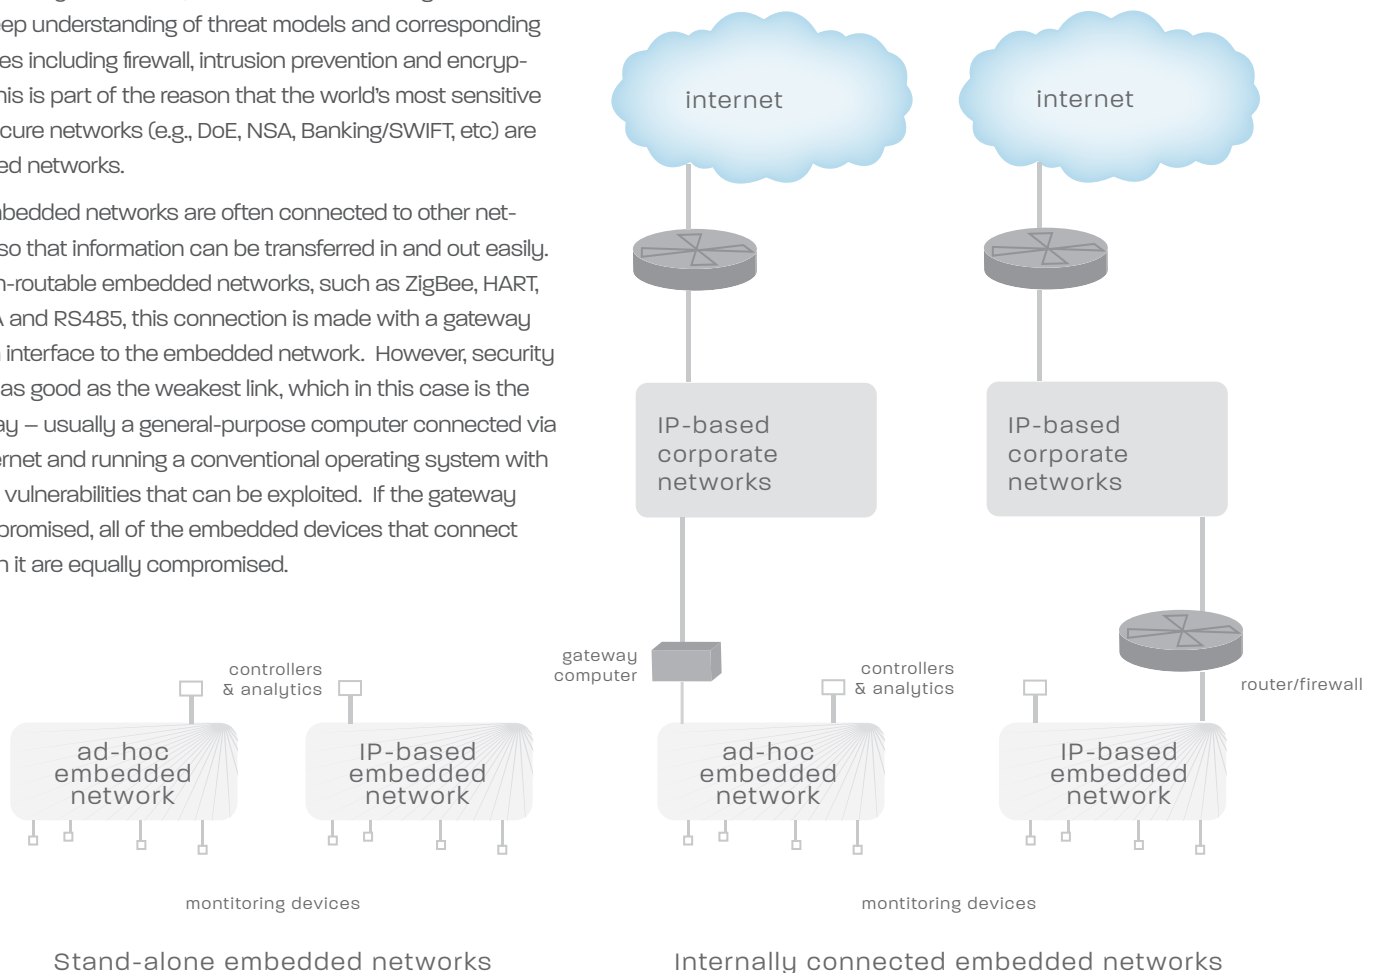 eep understanding of threat models and corresponding
es including firewall, intrusion prevention and encryp-
his is part of the reason that the world's most sensitive
cure networks (e.g., DoE, NSA, Banking/SWIFT, etc) are
ed networks.
nbedded networks are often connected to other net-
so that information can be transferred in and out easily.
n-routable embedded networks, such as ZigBee, HART,
A and RS485, this connection is made with a gateway
interface to the embedded network.  However, security
as good as the weakest link, which in this case is the
ay – usually a general-purpose computer connected via
ernet and running a conventional operating system with
vulnerabilities that can be exploited.  If the gateway
promised, all of the embedded devices that connect
h it are equally compromised.
internet
internet
IP-based
corporate
networks
IP-based
corporate
networks
gateway
computer
router/firewall
controllers
& analytics
controllers
& analytics
ad-hoc
embedded
network
IP-based
embedded
network
ad-hoc
embedded
network
IP-based
embedded
network
montitoring devices
montitoring devices
Stand-alone embedded networks
Internally connected embedded networks